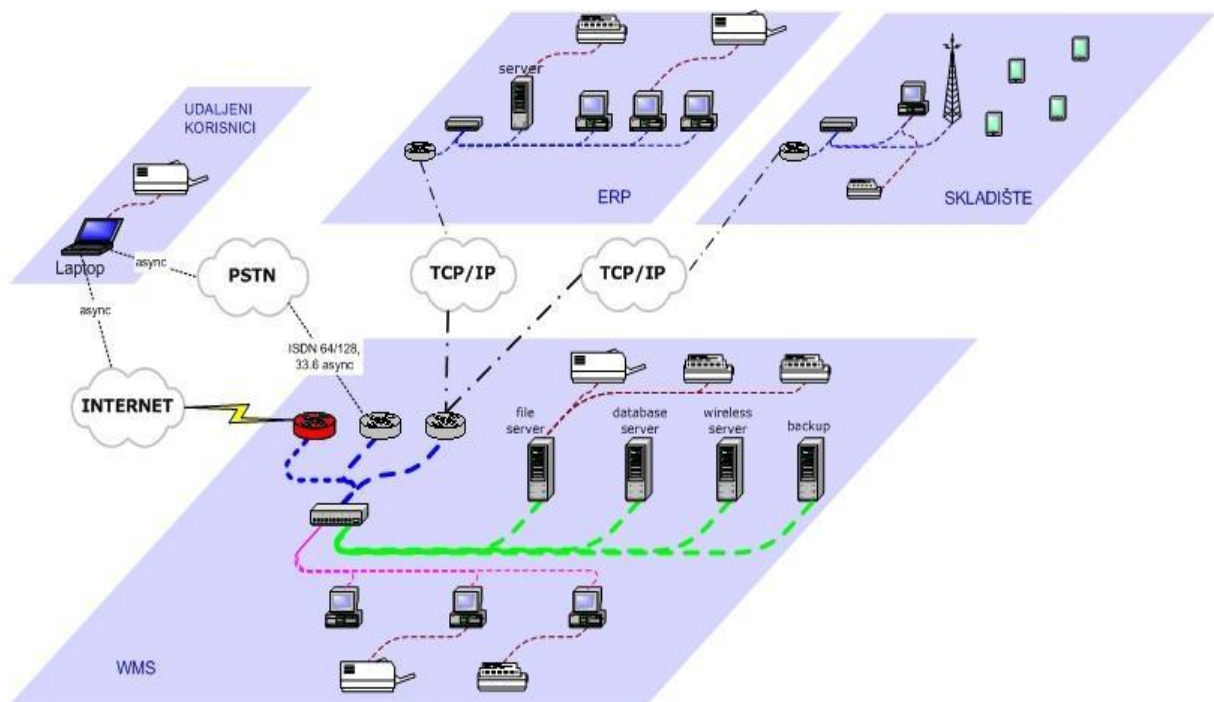 UDALJENI
KORISNICI
Laptop
async
async
PSTN
ISDN 64/128,
33.6 async
INTERNET
server
ERP
TCP/IP
SKLADIŠTE
TCP/IP
file
server
database
server
wireless
server
backup
WMS